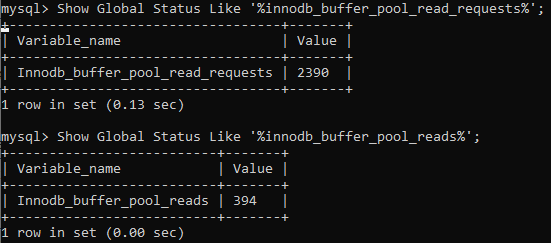 mysql> Show Global Status Like '%innodb_buffer_pool_read_requests%';
+----------------------------------+-------+
| Variable_name                    | Value |
+----------------------------------+-------+
| Innodb_buffer_pool_read_requests | 2390  |
+----------------------------------+-------+
1 row in set (0.13 sec)
mysql> Show Global Status Like '%innodb_buffer_pool_reads%';
+--------------------------+-------+
| Variable_name            | Value |
+--------------------------+-------+
| Innodb_buffer_pool_reads | 394   |
+--------------------------+-------+
1 row in set (0.00 sec)